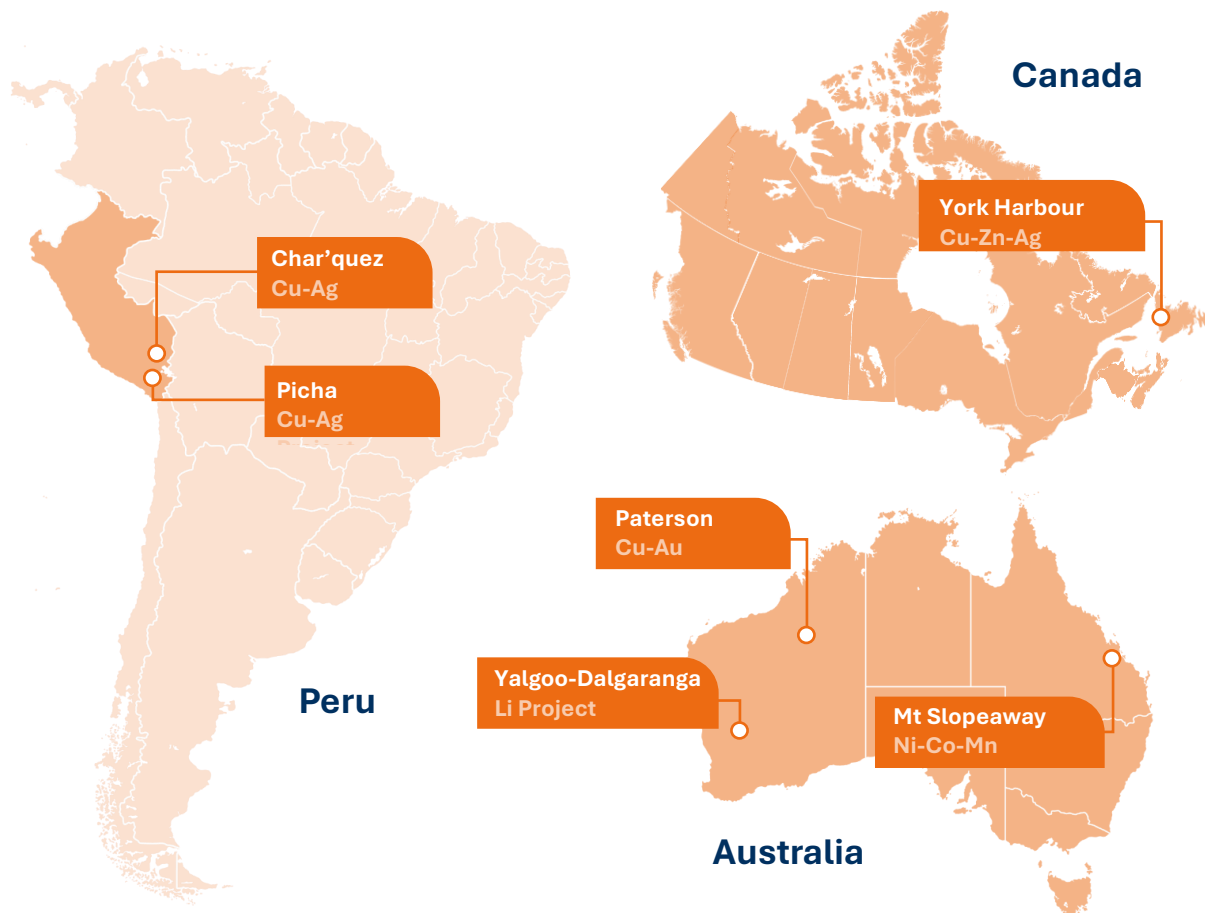 Canada
York Harbour
Cu-Zn-Ag
Char’quez
Cu-Ag
Picha
Cu-Ag
Peru
Paterson
Cu-Au
Yalgoo-Dalgaranga
Li Project
Mt Slopeaway
Ni-Co-Mn
Australia